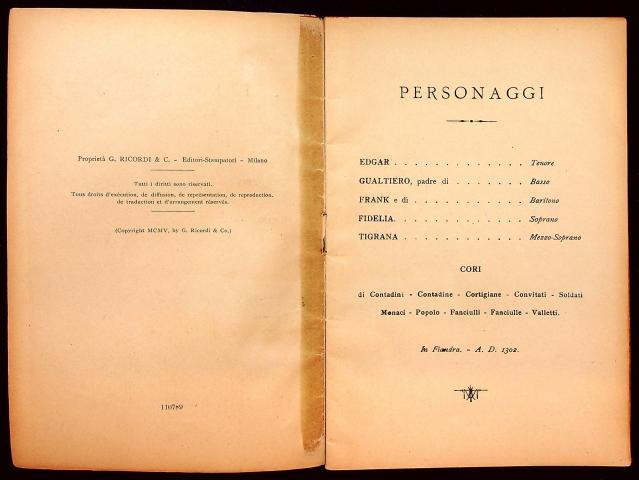 Proprietà G. RICORDI & C. - Editori-Stampatori - Milano
Tutti i diritti sono riservati.
Tous droits d'exécution, de diffusion, de représentation, de reproduction,
de traduction et d'arrangement réservés.
(Copyright MCMV, by G. Ricordi & Co.)
110789
PERSONAGGI
EDGAR . . . . . . . . . . . . Tenore
GUALTIERO, padre di . . . . . . . Basso
FRANK e di . . . . . . . . . . Baritono
FIDELIA. . . . . . . . . . . . Soprano
TIGRANA . . . . . . . . . . . Mezzo-Soprano
CORI
di Contadini - Contadine - Cortigiane - Convitati - Soldati
Monaci - Popolo - Fanciulli - Fanciulle - Valletti.
In Fiandra. - A. D. 1302.